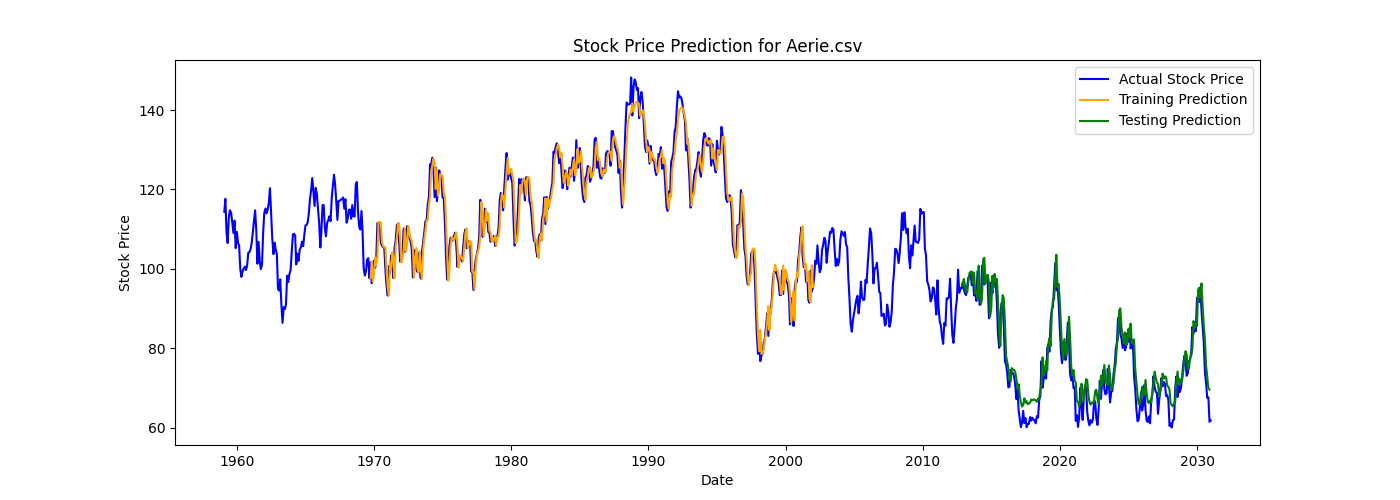 Stock Price Prediction for Aerie.csv
Actual Stock Price
Training Prediction
Testing Prediction
Stock Price
140
120
100
80
60
1960 1970 1980 1990 2000 2010 2020 2030
Date